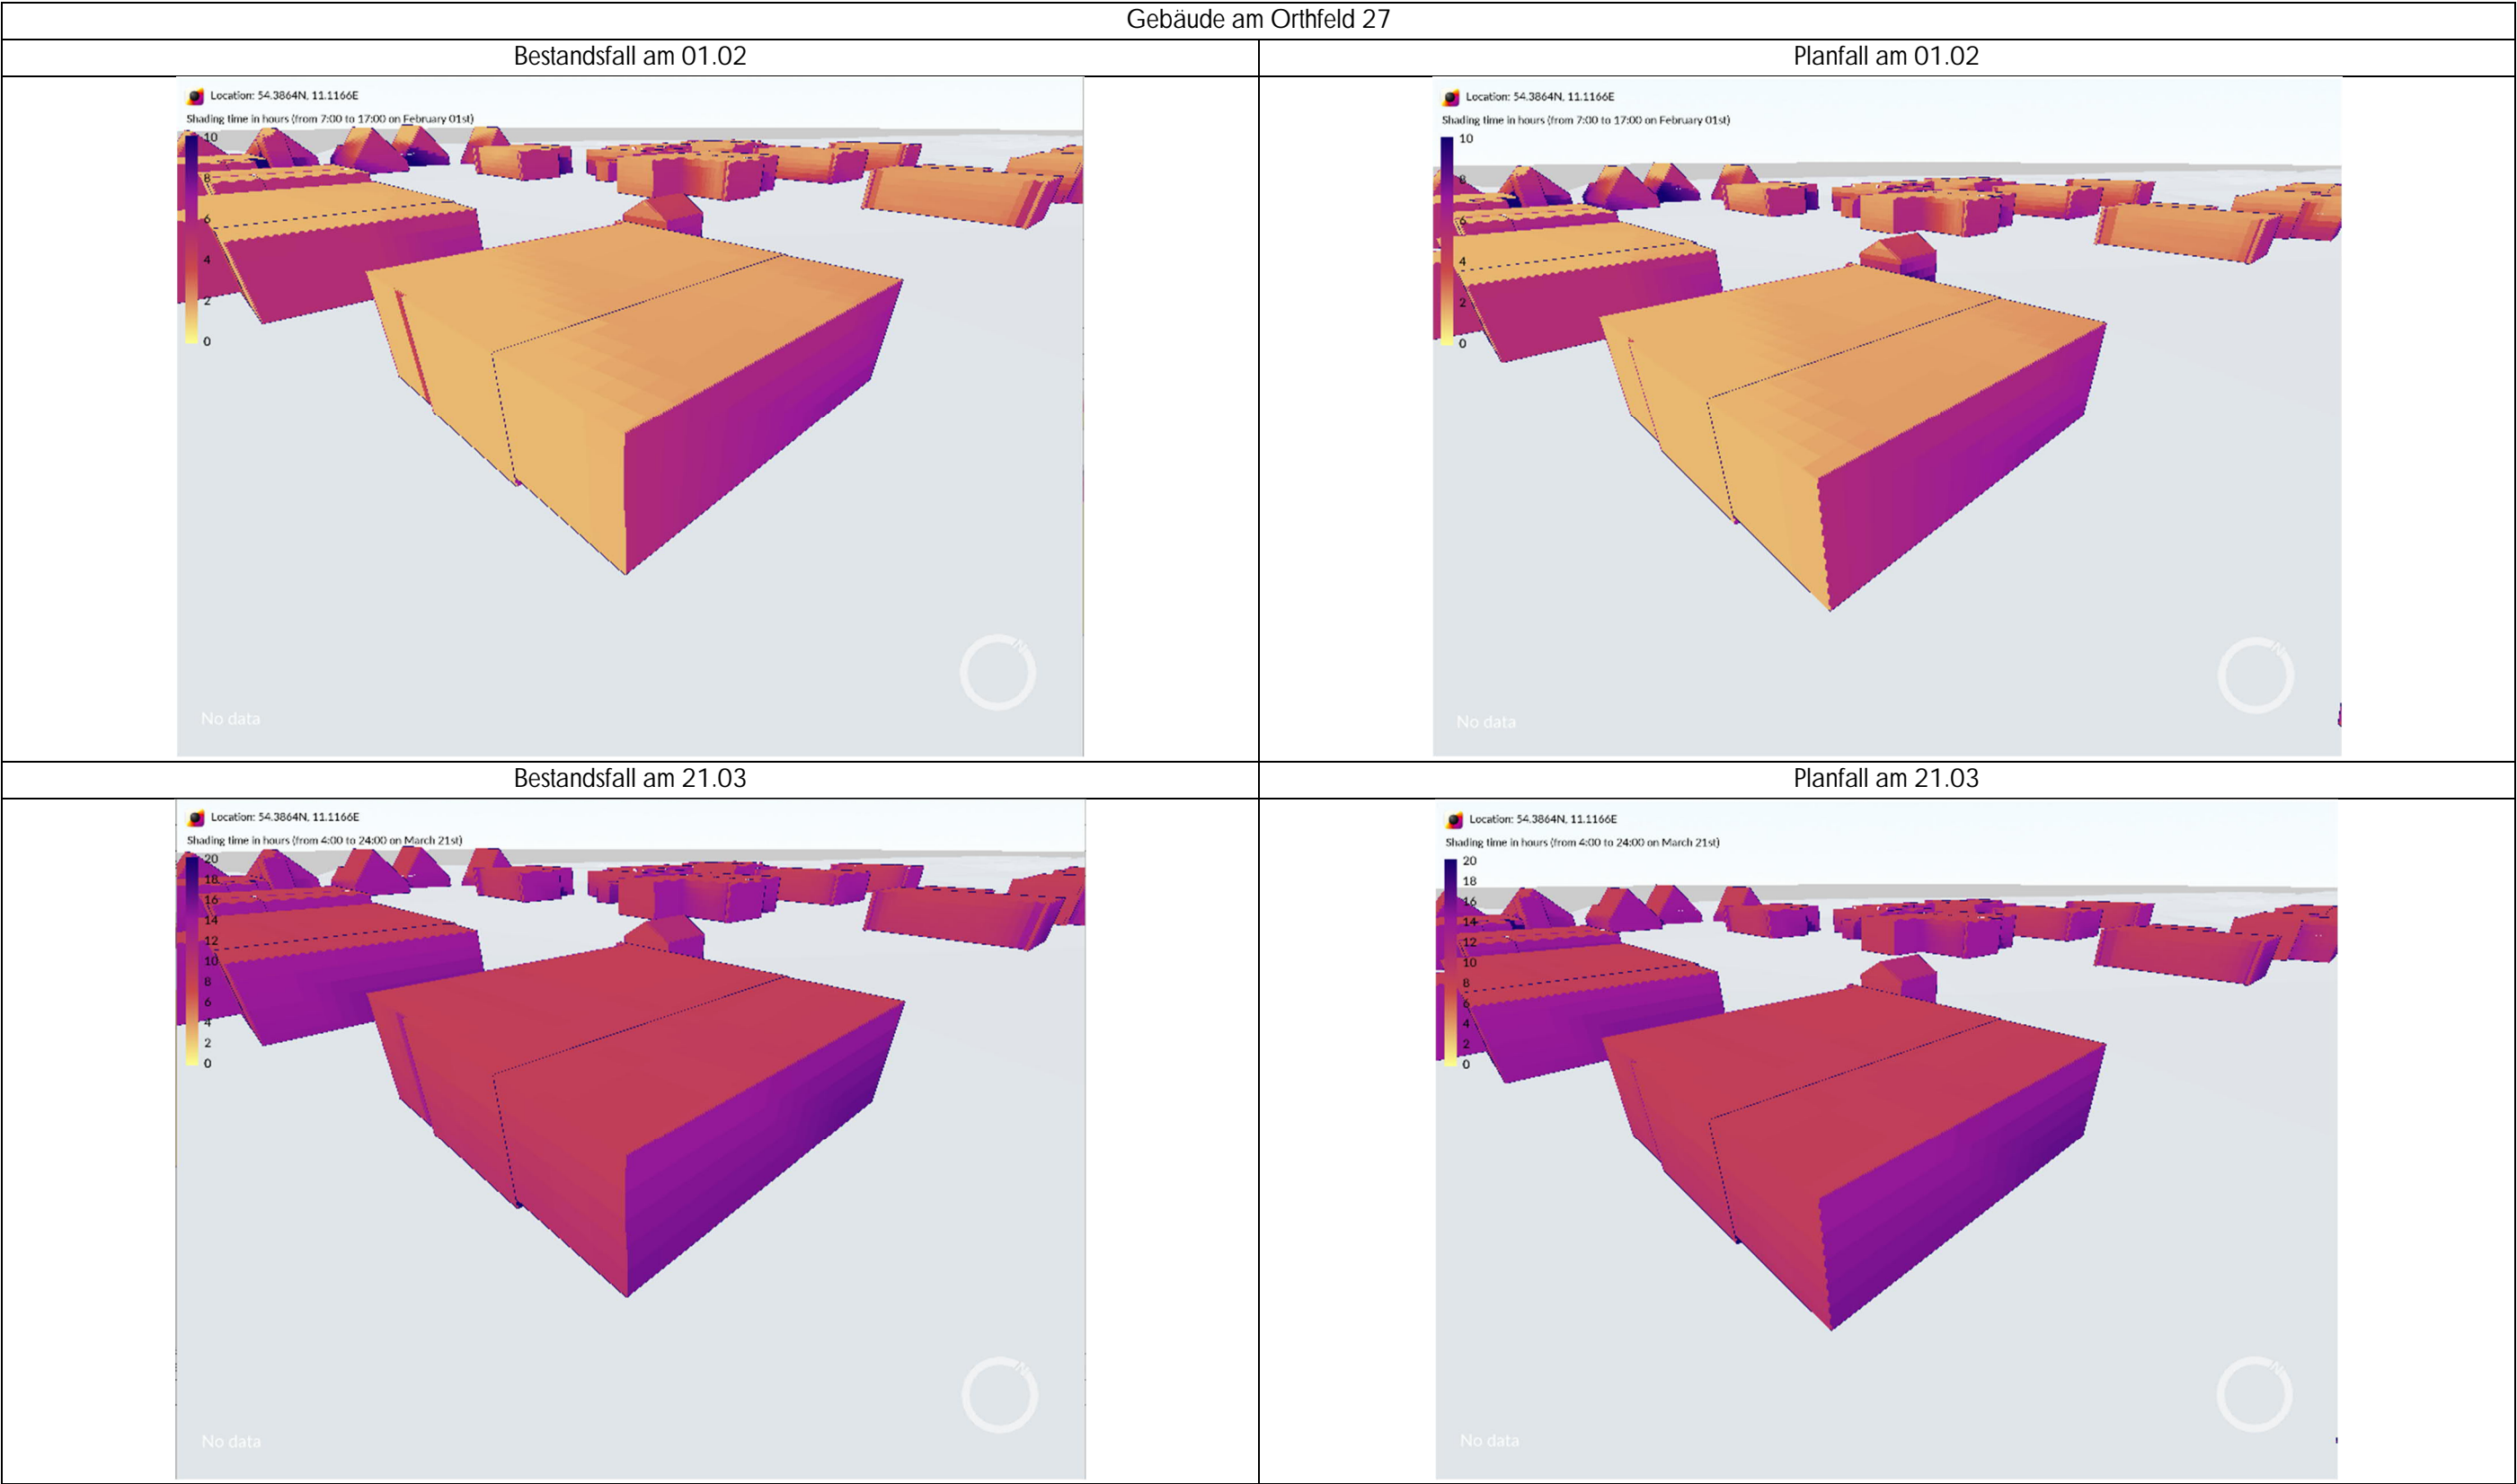 Gebäude am Orthfeld 27
Bestandsfall am 01.02
Planfall am 01.02
Location: 54.3864N, 11.1166E
Shading time in hours (from 7:00 to 17:00 on February 01st)
10
8
6
4
2
0
N
No data
Location: 54.3864N, 11.1166E
Shading time in hours (from 7:00 to 17:00 on February 01st)
10
8
6
4
2
0
N
No data
Bestandsfall am 21.03
Planfall am 21.03
Location: 54.3864N, 11.1166E
Shading time in hours (from 4:00 to 24:00 on March 21st)
20
18
16
14
12
10
8
6
4
2
0
N
No data
Location: 54.3864N, 11.1166E
Shading time in hours (from 4:00 to 24:00 on March 21st)
20
18
16
14
12
10
8
6
4
2
0
N
No data